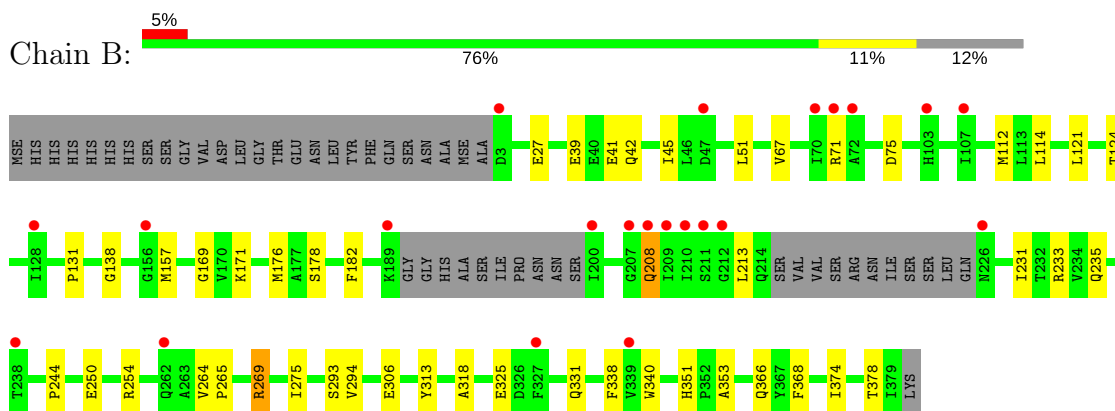 5%
Chain B:
76% 11% 12%
MSE HIS HIS HIS HIS HIS HIS SER SER GLY VAL ASP LEU GLY THR GLU ASN LEU TYR PHE GLN SER ASN ALA MSE ALA D3 E27 E39 E40 E41 Q42 I45 L46 D47 L51 V67 I70 R71 A72 D75 H103 I107 M112 L113 L114 L121 T124
I128 P131 G138 G156 M157 G169 V170 K171 M176 A177 S178 F182 K189 GLY GLY HIS ALA SER ILE PRO ASN ASN SER I200 G207 Q208 I209 I210 S211 G212 L213 Q214 SER VAL VAL SER ARG ASN ILE SER SER LEU GLN N226 I231 T232 R233 V234 Q235
T238 P244 E250 R254 Q262 A263 V264 P265 R269 I275 S293 V294 E306 Y313 A318 E325 D326 F327 Q331 F338 V339 W340 H351 P352 A353 Q366 Y367 F368 I374 T378 I379 LYS